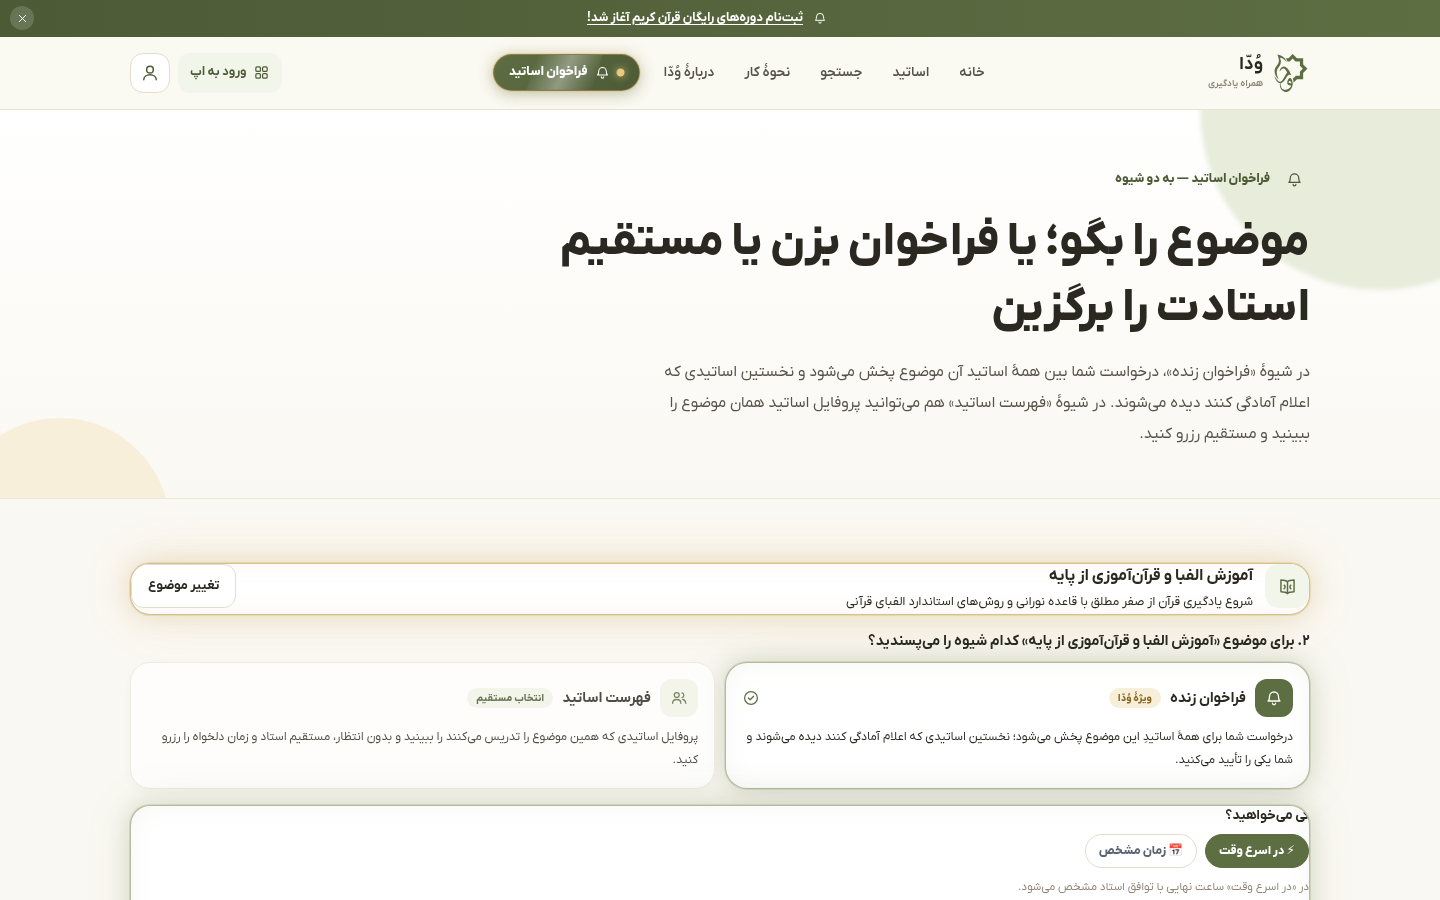 ثبت‌نام دوره‌های رایگان قرآن کریم آغاز شد!
وُدّا
همراه یادگیری
خانه
اساتید
جستجو
نحوهٔ کار
دربارهٔ وُدّا
فراخوان اساتید
ورود به اپ
فراخوان اساتید — به دو شیوه
موضوع را بگو؛ یا فراخوان بزن یا مستقیم
استادت را برگزین
در شیوهٔ «فراخوان زنده»، درخواست شما بین همهٔ اساتید آن موضوع پخش می‌شود و نخستین اساتیدی که
اعلام آمادگی کنند دیده می‌شوند. در شیوهٔ «فهرست اساتید» هم می‌توانید پروفایل اساتید همان موضوع را
ببینید و مستقیم رزرو کنید.
آموزش الفبا و قرآن‌آموزی از پایه
شروع یادگیری قرآن از صفر مطلق با قاعده نورانی و روش‌های استاندارد الفبای قرآنی
تغییر موضوع
۲. برای موضوع «آموزش الفبا و قرآن‌آموزی از پایه» کدام شیوه را می‌پسندید؟
فراخوان زنده
ویژهٔ وُدّا
درخواست شما برای همهٔ اساتیدِ این موضوع پخش می‌شود؛ نخستین اساتیدی که اعلام آمادگی کنند دیده می‌شوند و
شما یکی را تأیید می‌کنید.
فهرست اساتید
انتخاب مستقیم
پروفایل اساتیدی که همین موضوع را تدریس می‌کنند را ببینید و بدون انتظار، مستقیم استاد و زمان دلخواه را رزرو
کنید.
کی می‌خواهید؟
⚡ در اسرع وقت
📅 زمان مشخص
در «در اسرع وقت» ساعت نهایی با توافق استاد مشخص می‌شود.